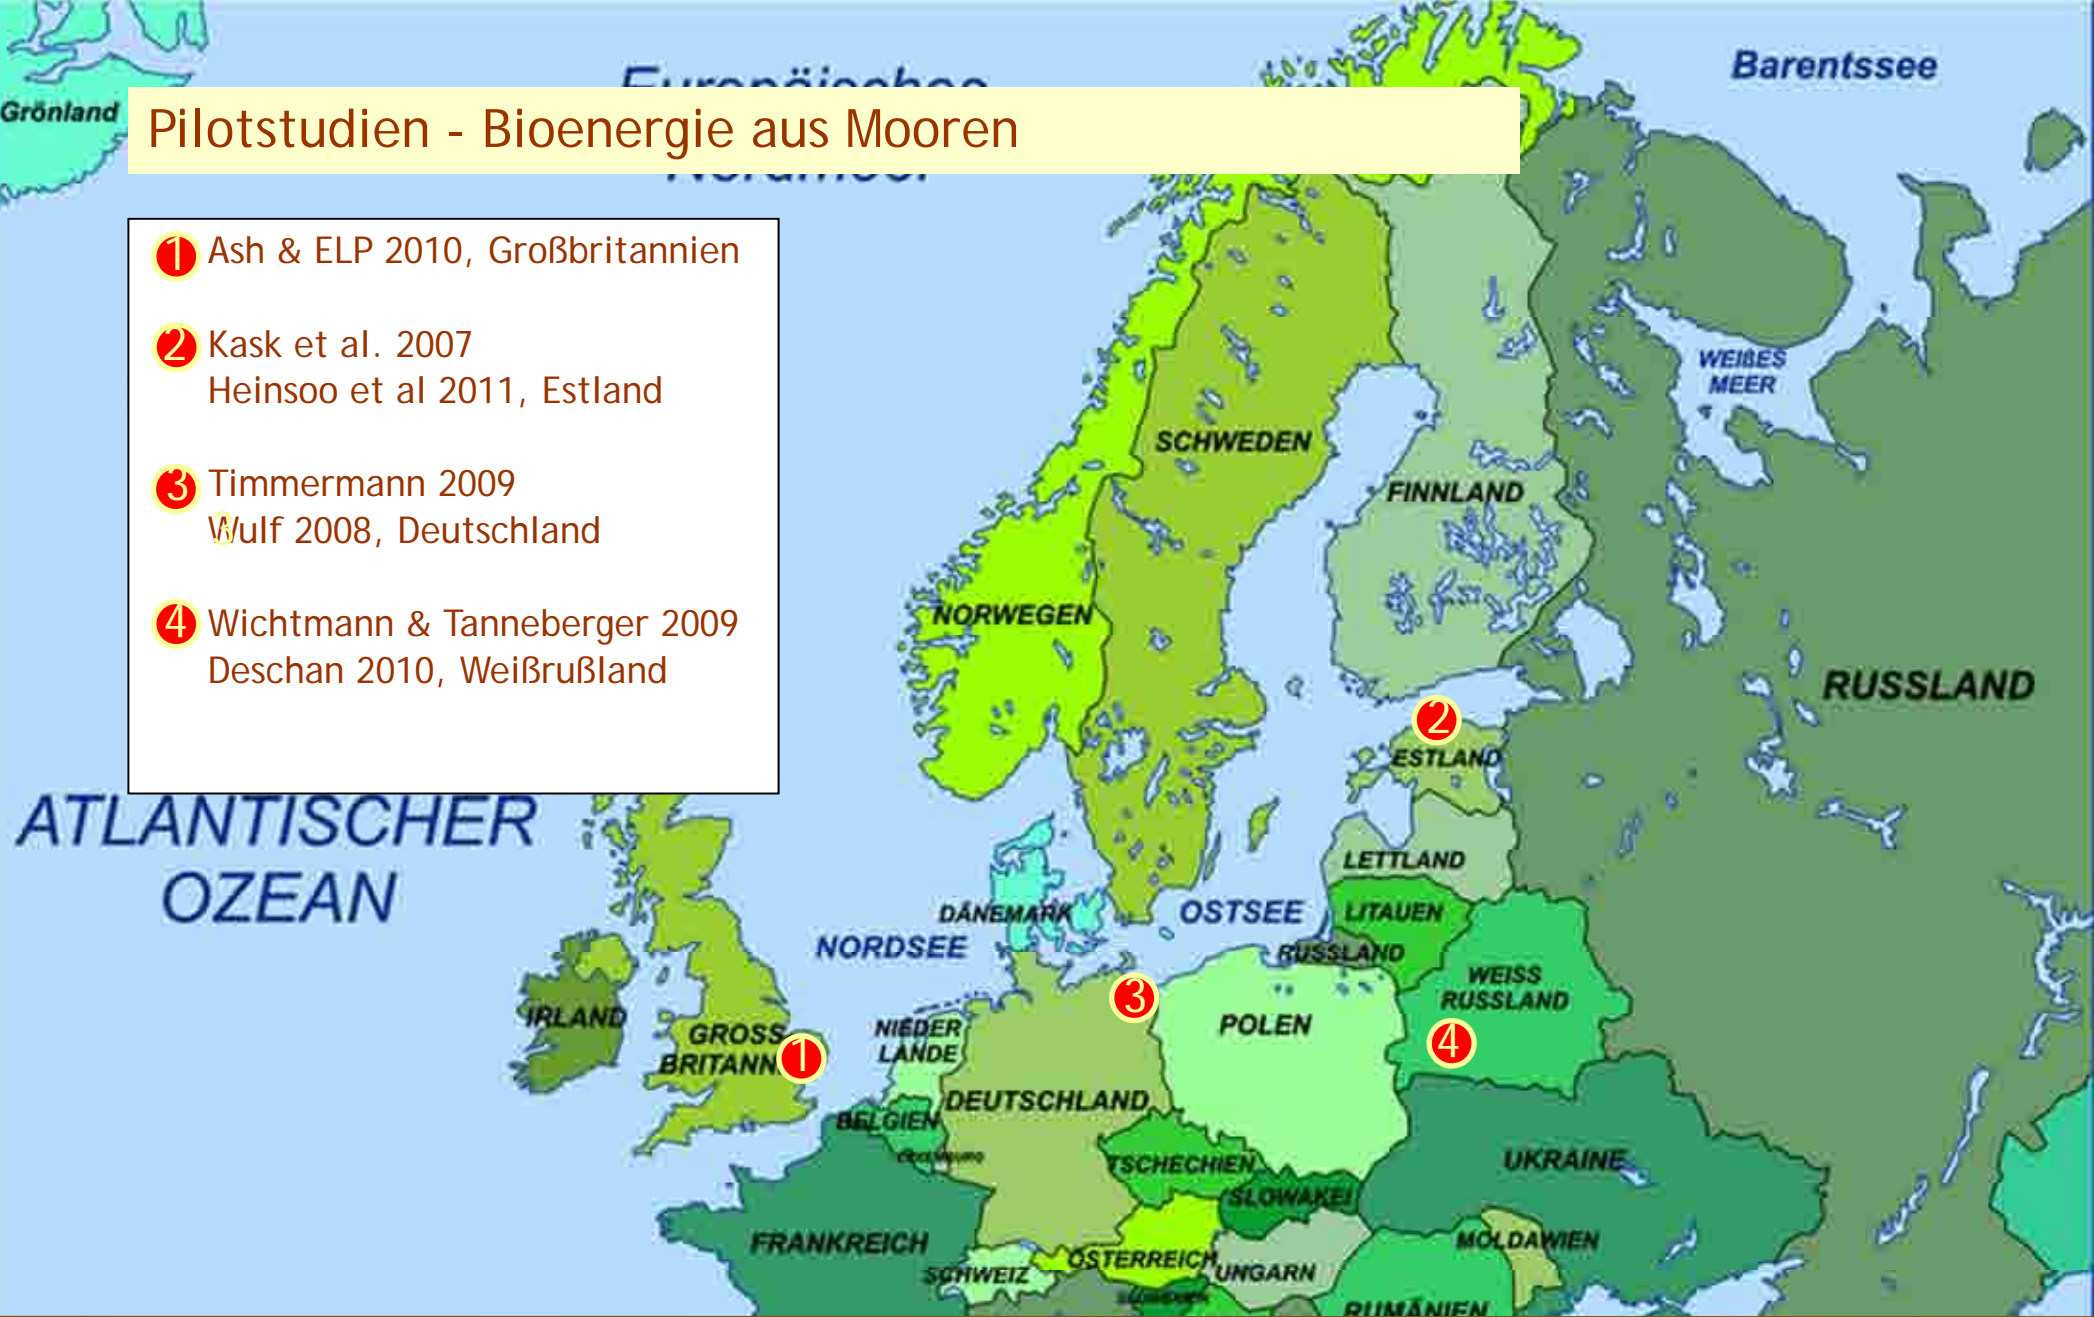 Grönland
Barentssee
Pilotstudien - Bioenergie aus Mooren
1 Ash & ELP 2010, Großbritannien
2 Kask et al. 2007
Heinsoo et al 2011, Estland
3 Timmermann 2009
Wulf 2008, Deutschland
4 Wichtmann & Tanneberger 2009
Deschan 2010, Weißrußland
WEIßES
MEER
SCHWEDEN
FINNLAND
NORWEGEN
RUSSLAND
2
ESTLAND
ATLANTISCHER
OZEAN
LETTLAND
DÄNEMARK
OSTSEE
LITAUEN
NORDSEE
RUSSLAND
WEISS
RUSSLAND
3
IRLAND
GROSS
BRITANN
1
NIEDER
LANDE
POLEN
4
DEUTSCHLAND
BELGIEN
TSCHECHIEN
UKRAINE
SLOWAKEI
FRANKREICH
MOLDAWIEN
SCHWEIZ
ÖSTERREICH
UNGARN
RUMÄNIEN